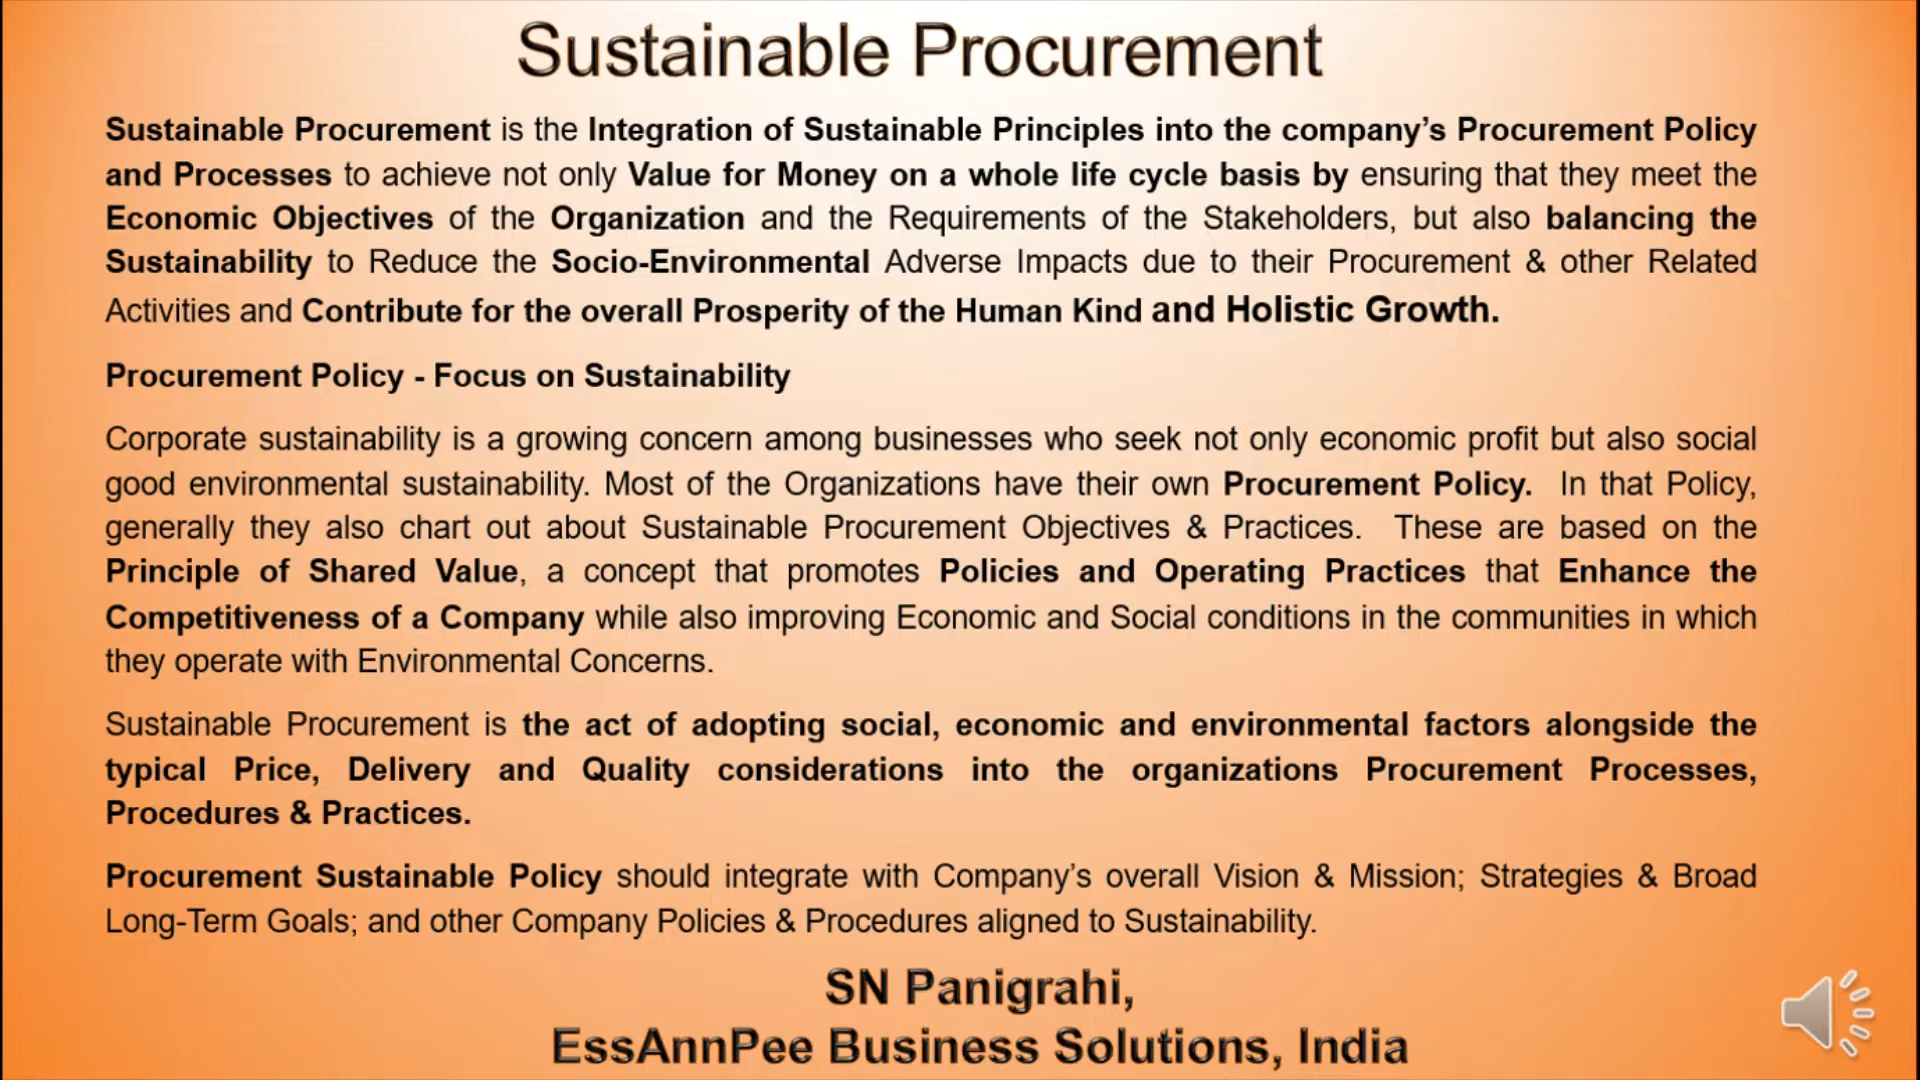 Sustainable Procurement
Sustainable Procurement is the Integration of Sustainable Principles into the company’s Procurement Policy
and Processes to achieve not only Value for Money on a whole life cycle basis by ensuring that they meet the
Economic Objectives of the Organization and the Requirements of the Stakeholders, but also balancing the
Sustainability to Reduce the Socio-Environmental Adverse Impacts due to their Procurement & other Related
Activities and Contribute for the overall Prosperity of the Human Kind and Holistic Growth.
Procurement Policy - Focus on Sustainability
Corporate sustainability is a growing concern among businesses who seek not only economic profit but also social
good environmental sustainability. Most of the Organizations have their own Procurement Policy. In that Policy,
generally they also chart out about Sustainable Procurement Objectives & Practices. These are based on the
Principle of Shared Value, a concept that promotes Policies and Operating Practices that Enhance the
Competitiveness of a Company while also improving Economic and Social conditions in the communities in which
they operate with Environmental Concerns.
Sustainable Procurement is the act of adopting social, economic and environmental factors alongside the
typical Price, Delivery and Quality considerations into the organizations Procurement Processes,
Procedures & Practices.
Procurement Sustainable Policy should integrate with Company’s overall Vision & Mission; Strategies & Broad
Long-Term Goals; and other Company Policies & Procedures aligned to Sustainability.
SN Panigrahi,
EssAnnPee Business Solutions, India